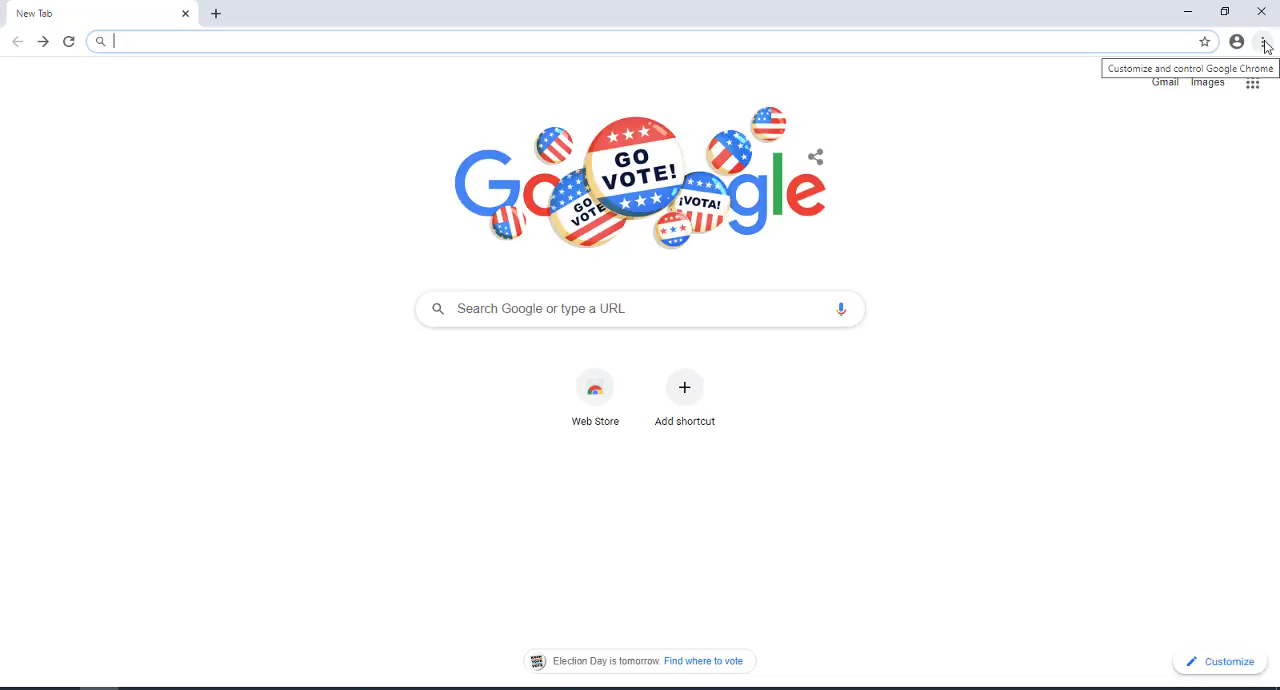 New Tab
Customize and control Google Chrome
Gmail Images
Google
GO VOTE!
GO VOTE
¡VOTA!
Search Google or type a URL
Web Store
Add shortcut
Election Day is tomorrow. Find where to vote
Customize